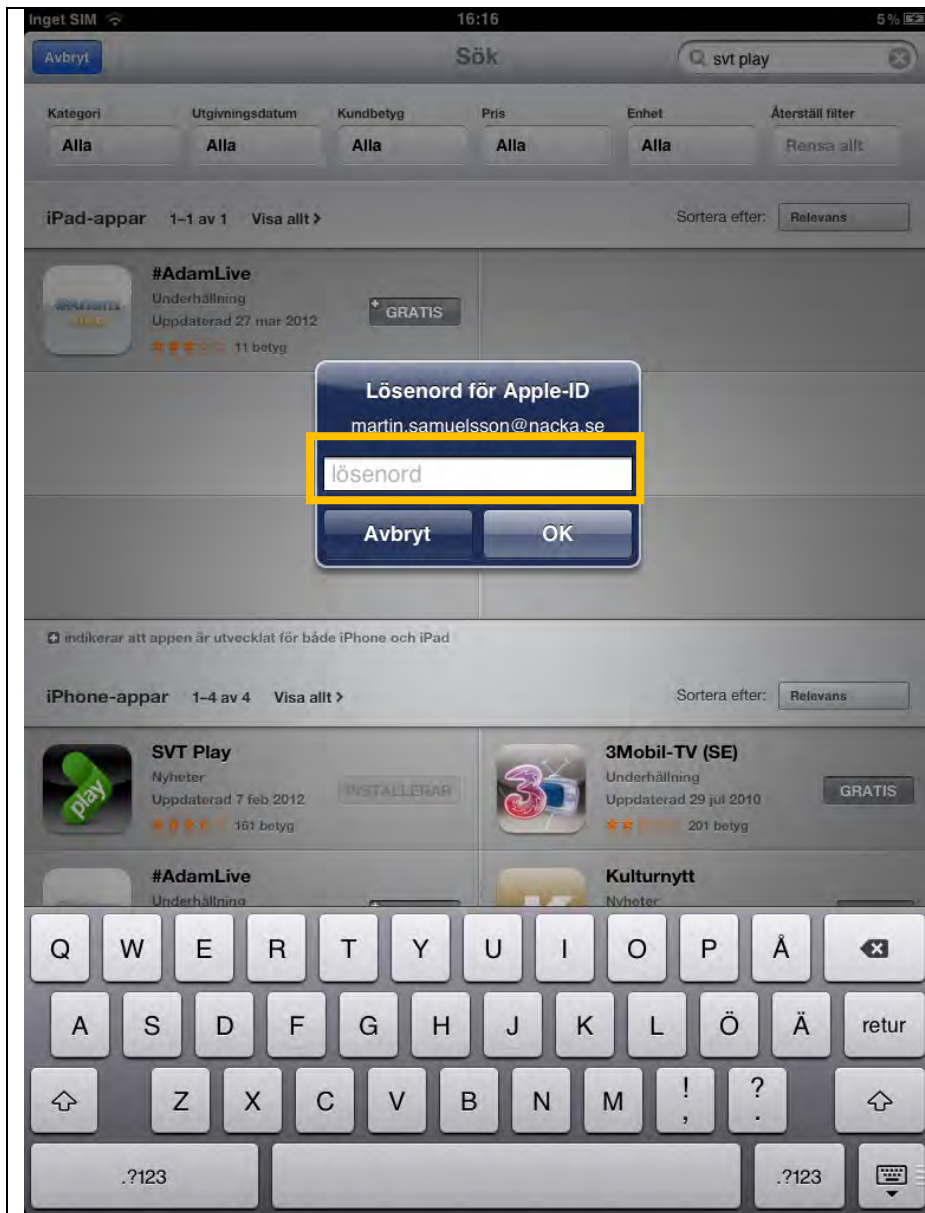 Inget SIM 16:16 5 %
Avbryt Sök svt play
Kategori Utgivningsdatum Kundbetyg Pris Enhet Återställ filter
Alla Alla Alla Alla Alla Rensa allt
iPad-appar 1–1 av 1 Visa allt > Sortera efter: Relevans
#AdamLive
Underhållning
Uppdaterad 27 mar 2012
11 betyg
+ GRATIS
Lösenord för Apple-ID
martin.samuelsson@nacka.se
lösenord
Avbryt OK
+ indikerar att appen är utvecklat för både iPhone och iPad
iPhone-appar 1–4 av 4 Visa allt > Sortera efter: Relevans
SVT Play
Nyheter
Uppdaterad 7 feb 2012
161 betyg
INSTALLERAR
play
3Mobil-TV (SE)
Underhållning
Uppdaterad 29 jul 2010
201 betyg
GRATIS
3
#AdamLive
Underhållning
Kulturnytt
Nyheter
K
Q W E R T Y U I O P Å
A S D F G H J K L Ö Ä retur
Z X C V B N M ! , ? .
.?123 .?123